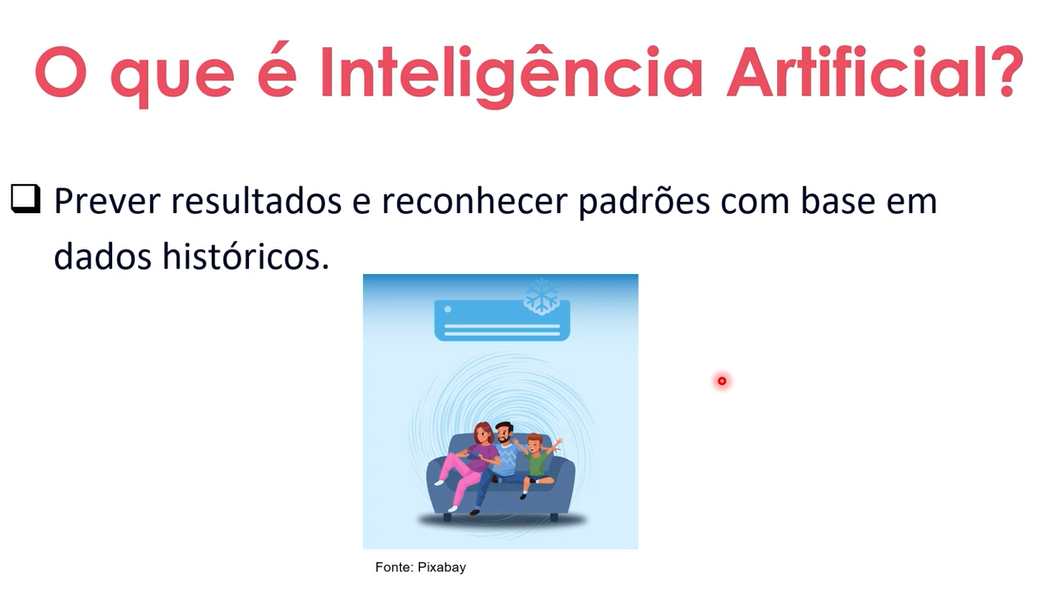 O que é Inteligência Artificial?
Prever resultados e reconhecer padrões com base em
dados históricos.
Fonte: Pixabay